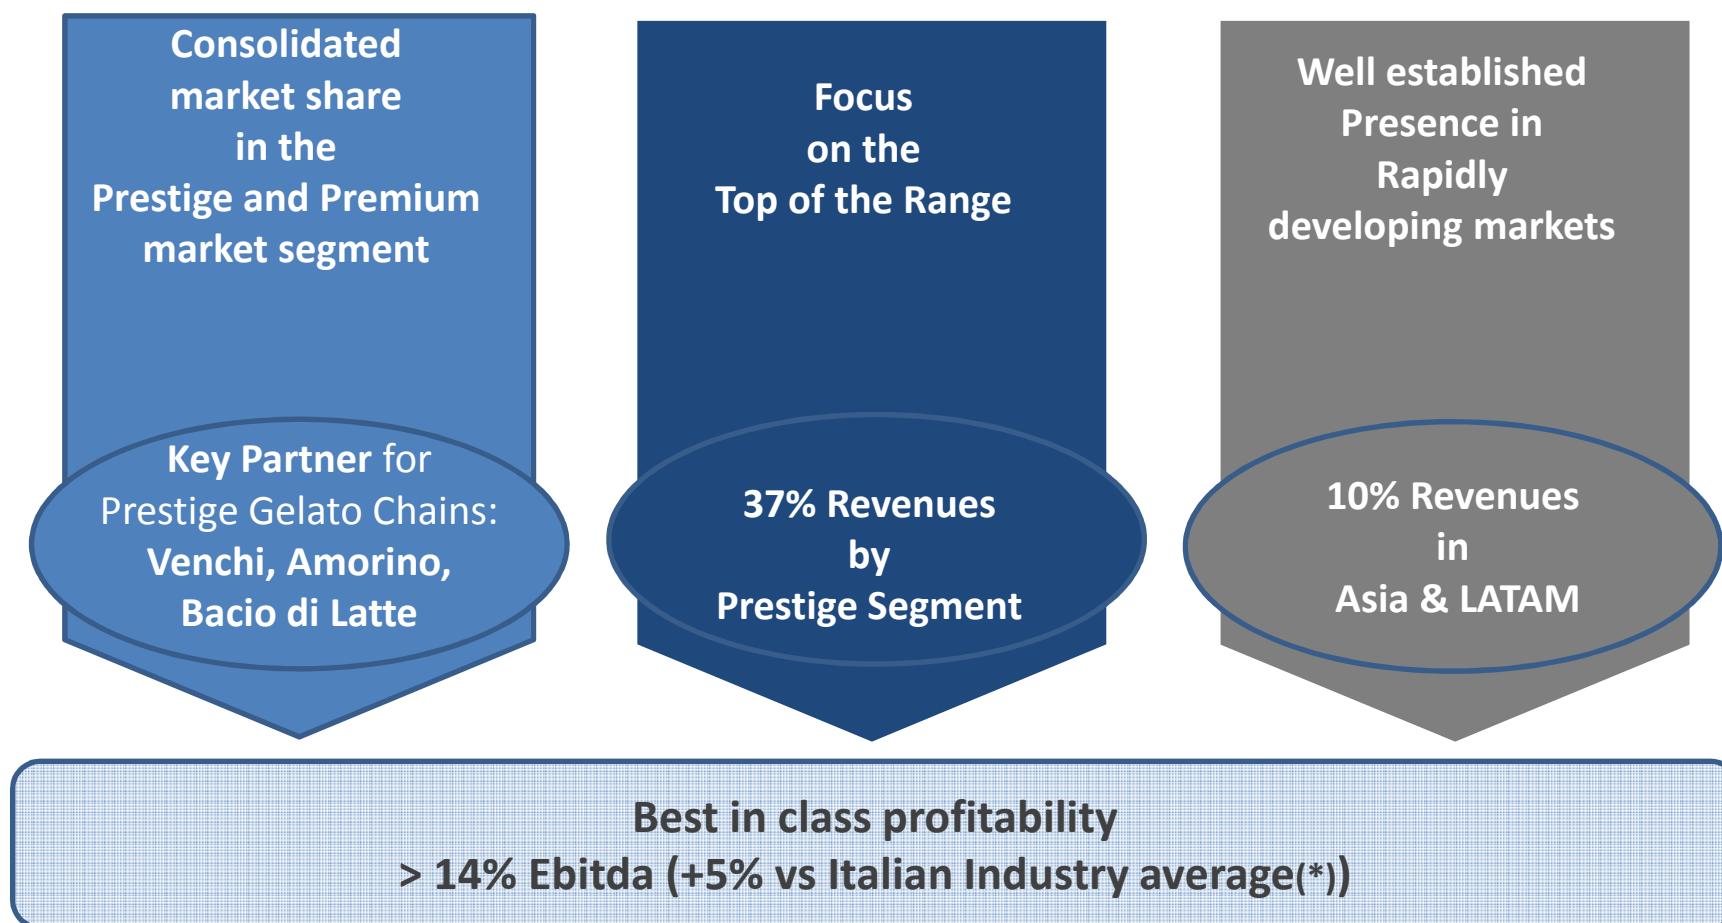 Consolidated
market share
in the
Prestige and Premium
market segment
Key Partner for
Prestige Gelato Chains:
Venchi, Amorino,
Bacio di Latte
Focus
on the
Top of the Range
37% Revenues
by
Prestige Segment
Well established
Presence in
Rapidly
developing markets
10% Revenues
in
Asia & LATAM
Best in class profitability
> 14% Ebitda (+5% vs Italian Industry average(*))